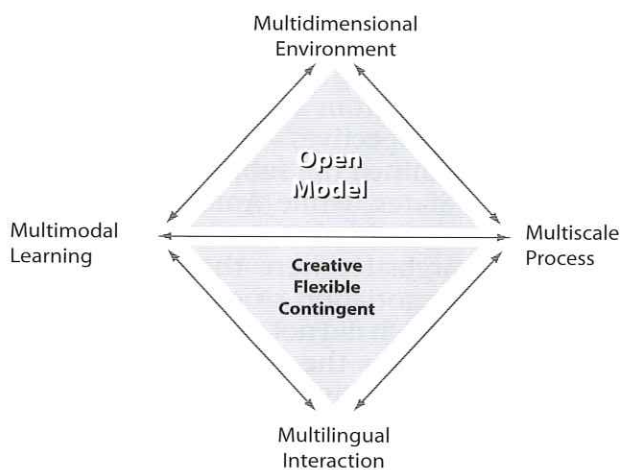 Multidimensional
Environment
Open
Model
Multimodal
Learning
Multiscale
Process
Creative
Flexible
Contingent
Multilingual
Interaction